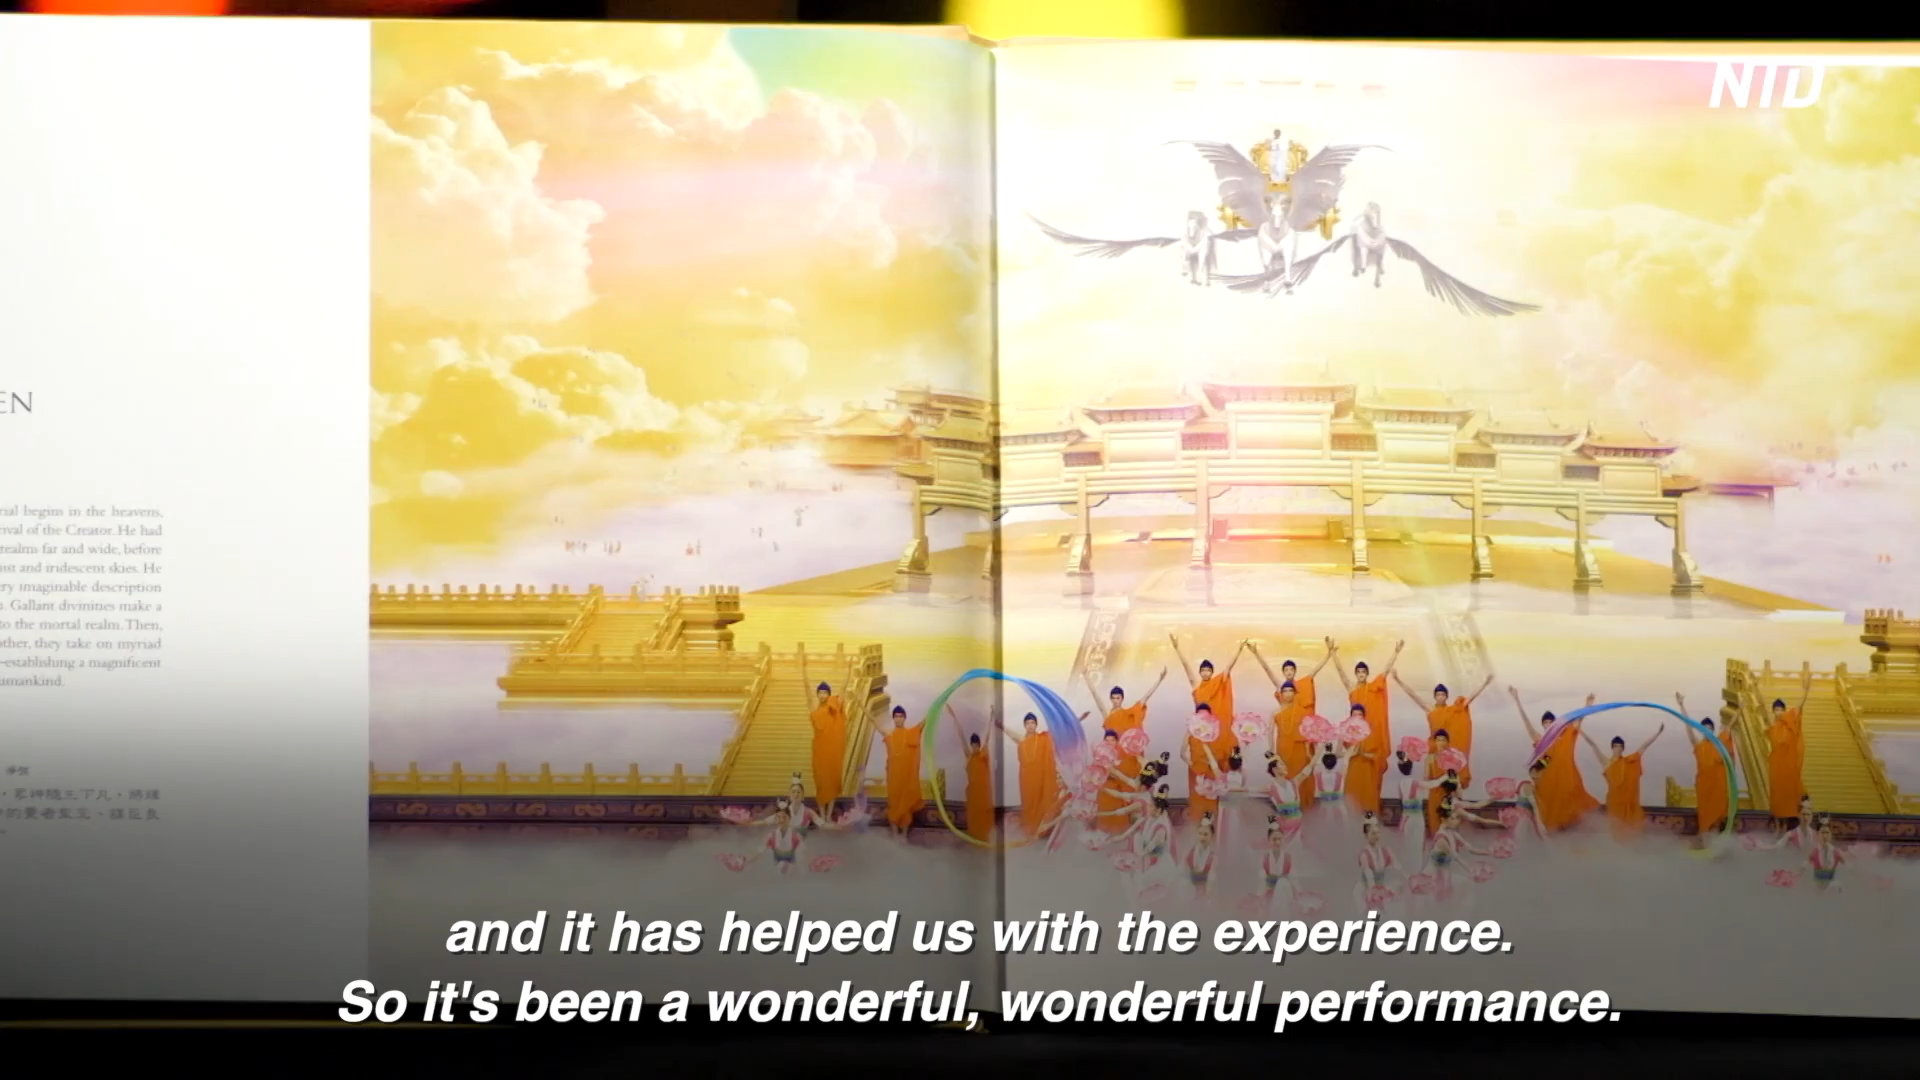 NTD
EN
rial begins in the heavens,
rival of the Creator. He had
realms far and wide, before
ust and iridescent skies. He
ery imaginable description
. Gallant divinities make a
to the mortal realm. Then,
other, they take on myriad
-establishing a magnificent
umankind.
and it has helped us with the experience.
So it's been a wonderful, wonderful performance.